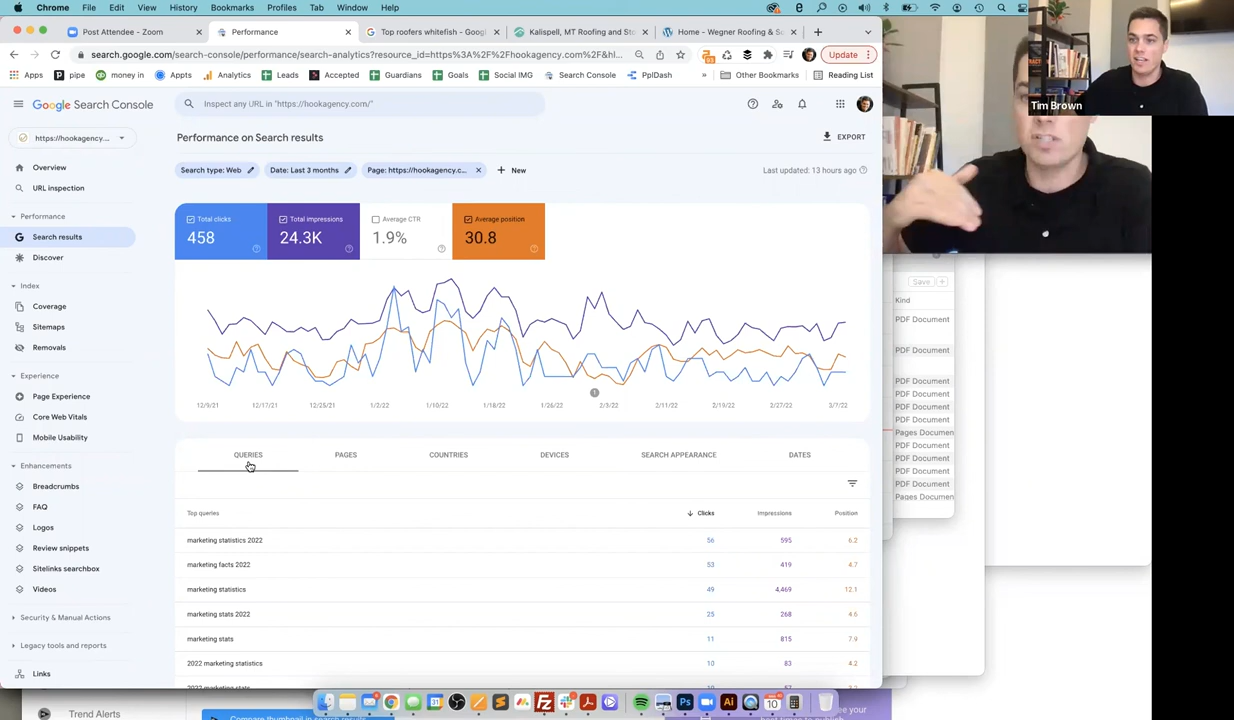 Chrome File Edit View History Bookmarks Profiles Tab Window Help
Post Attendee - Zoom
Performance
Top roofers whitefish - Googl
Kalispell, MT Roofing and Sto
Home - Wegner Roofing & So
search.google.com/search-console/performance/search-analytics?resource_id=https%3A%2F%2Fhookagency.com%2F&hl...
Update
Apps pipe money in Appts Analytics Leads Accepted Guardians Goals Social IMG Search Console PplDash » Other Bookmarks Reading List
Google Search Console
Inspect any URL in "https://hookagency.com/"
https://hookagency....
Overview
URL inspection
Performance
Search results
Discover
Index
Coverage
Sitemaps
Removals
Experience
Page Experience
Core Web Vitals
Mobile Usability
Enhancements
Breadcrumbs
FAQ
Logos
Review snippets
Sitelinks searchbox
Videos
Security & Manual Actions
Legacy tools and reports
Links
Performance on Search results
EXPORT
Search type: Web
Date: Last 3 months
Page: https://hookagency.c...
New
Last updated: 13 hours ago
Total clicks
458
Total impressions
24.3K
Average CTR
1.9%
Average position
30.8
12/9/21 12/17/21 12/25/21 1/2/22 1/10/22 1/18/22 1/26/22 2/3/22 2/11/22 2/19/22 2/27/22 3/7/22
QUERIES PAGES COUNTRIES DEVICES SEARCH APPEARANCE DATES
Top queries Clicks Impressions Position
marketing statistics 2022 56 595 6.2
marketing facts 2022 53 419 4.7
marketing statistics 49 4,469 12.1
marketing stats 2022 25 268 4.6
marketing stats 11 815 7.9
2022 marketing statistics 10 83 4.2
Tim Brown
Save
Kind
PDF Document
PDF Document
PDF Document
PDF Document
PDF Document
PDF Document
Pages Documen
PDF Document
PDF Document
PDF Document
PDF Document
Pages Documen
Trend Alerts
Compare thumbnail in search results